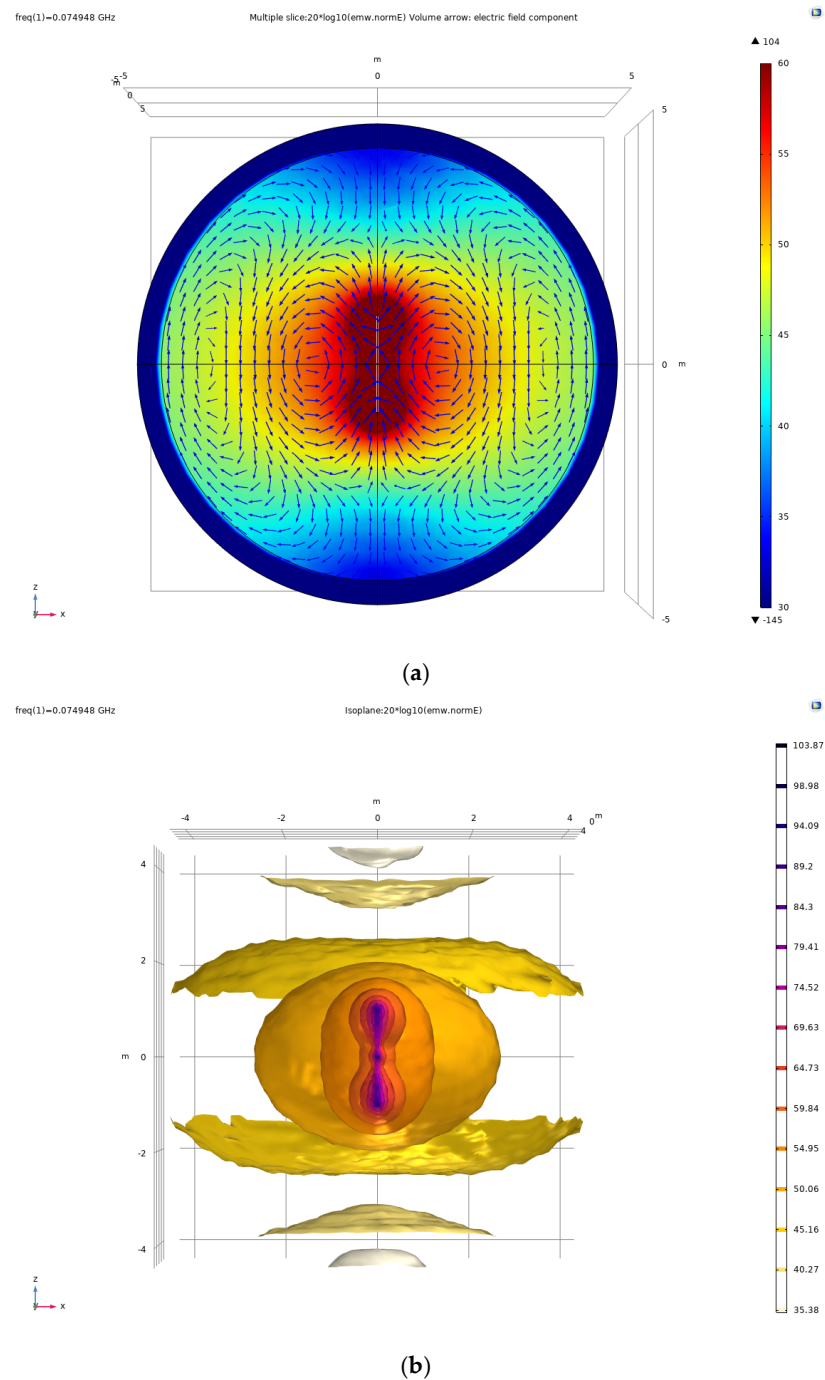 freq(1)=0.074948 GHz Multiple slice:20*log10(emw.normE) Volume arrow: electric field component
▲ 104
m
-5 -5 0 5
m
0
5
60
55
50
45
40
35
30
5
0 m
-5
▼ -145
z
y x
(a)
freq(1)=0.074948 GHz Isoplane:20*log10(emw.normE)
103.87
98.98
94.09
89.2
84.3
79.41
74.52
69.63
64.73
59.84
54.95
50.06
45.16
40.27
35.38
m
-4 -2 0 2 4 0 m
4
4
2
m 0
-2
-4
z
y x
(b)